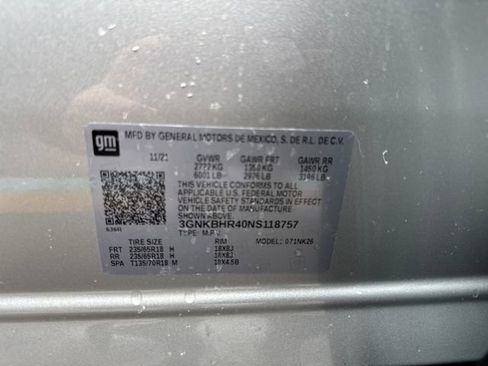 gm
MFD BY GENERAL MOTORS DE MEXICO, S. DE R.L. DE C.V.
11/21 GVWR GAWR FRT GAWR RR
KG KG 1450 KG
6001 LB 2976 LB LB
THIS VEHICLE CONFORMS TO ALL
APPLICABLE U.S. FEDERAL MOTOR
VEHICLE SAFETY STANDARDS IN EFFECT
ON THE DATE OF MANUFACTURE
SHOWN ABOVE.
3GNKBHR40NS118757
TYPE: M.P.V. MODEL: 071NK26
TIRE SIZE RIM
FRT 235/65R18 H 18X8J
RR 235/65R18 H 18X8J
SPA T135/70R18 M 18X4.5B